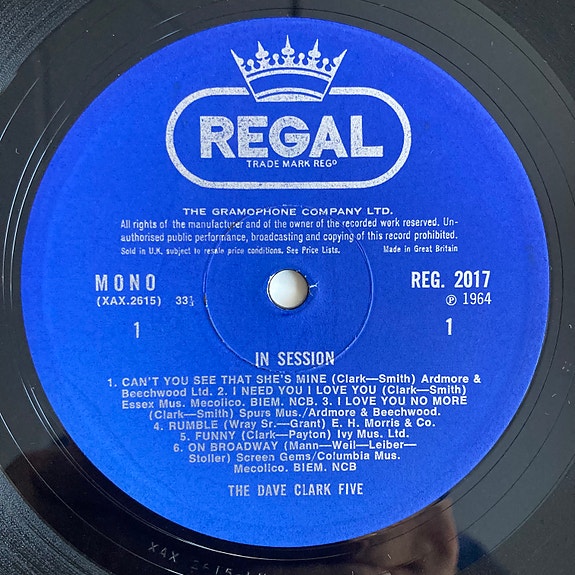 REGAL
TRADE MARK REGD
THE GRAMOPHONE COMPANY LTD.
All rights of the manufacturer and of the owner of the recorded work reserved. Un-
authorised public performance, broadcasting and copying of this record prohibited.
Sold in U.K. subject to resale price conditions. See Price Lists. Made in Great Britain
MONO REG. 2017
(XAX.2615) 33⅓ ℗ 1964
1 1
IN SESSION
1. CAN'T YOU SEE THAT SHE'S MINE (Clark—Smith) Ardmore &
Beechwood Ltd. 2. I NEED YOU I LOVE YOU (Clark—Smith)
Essex Mus. Mecolico. BIEM. NCB. 3. I LOVE YOU NO MORE
(Clark—Smith) Spurs Mus./Ardmore & Beechwood.
4. RUMBLE (Wray Sr.—Grant) E. H. Morris & Co.
5. FUNNY (Clark—Payton) Ivy Mus. Ltd.
6. ON BROADWAY (Mann—Weil—Leiber—
Stoller) Screen Gems/Columbia Mus.
Mecolico. BIEM. NCB
THE DAVE CLARK FIVE